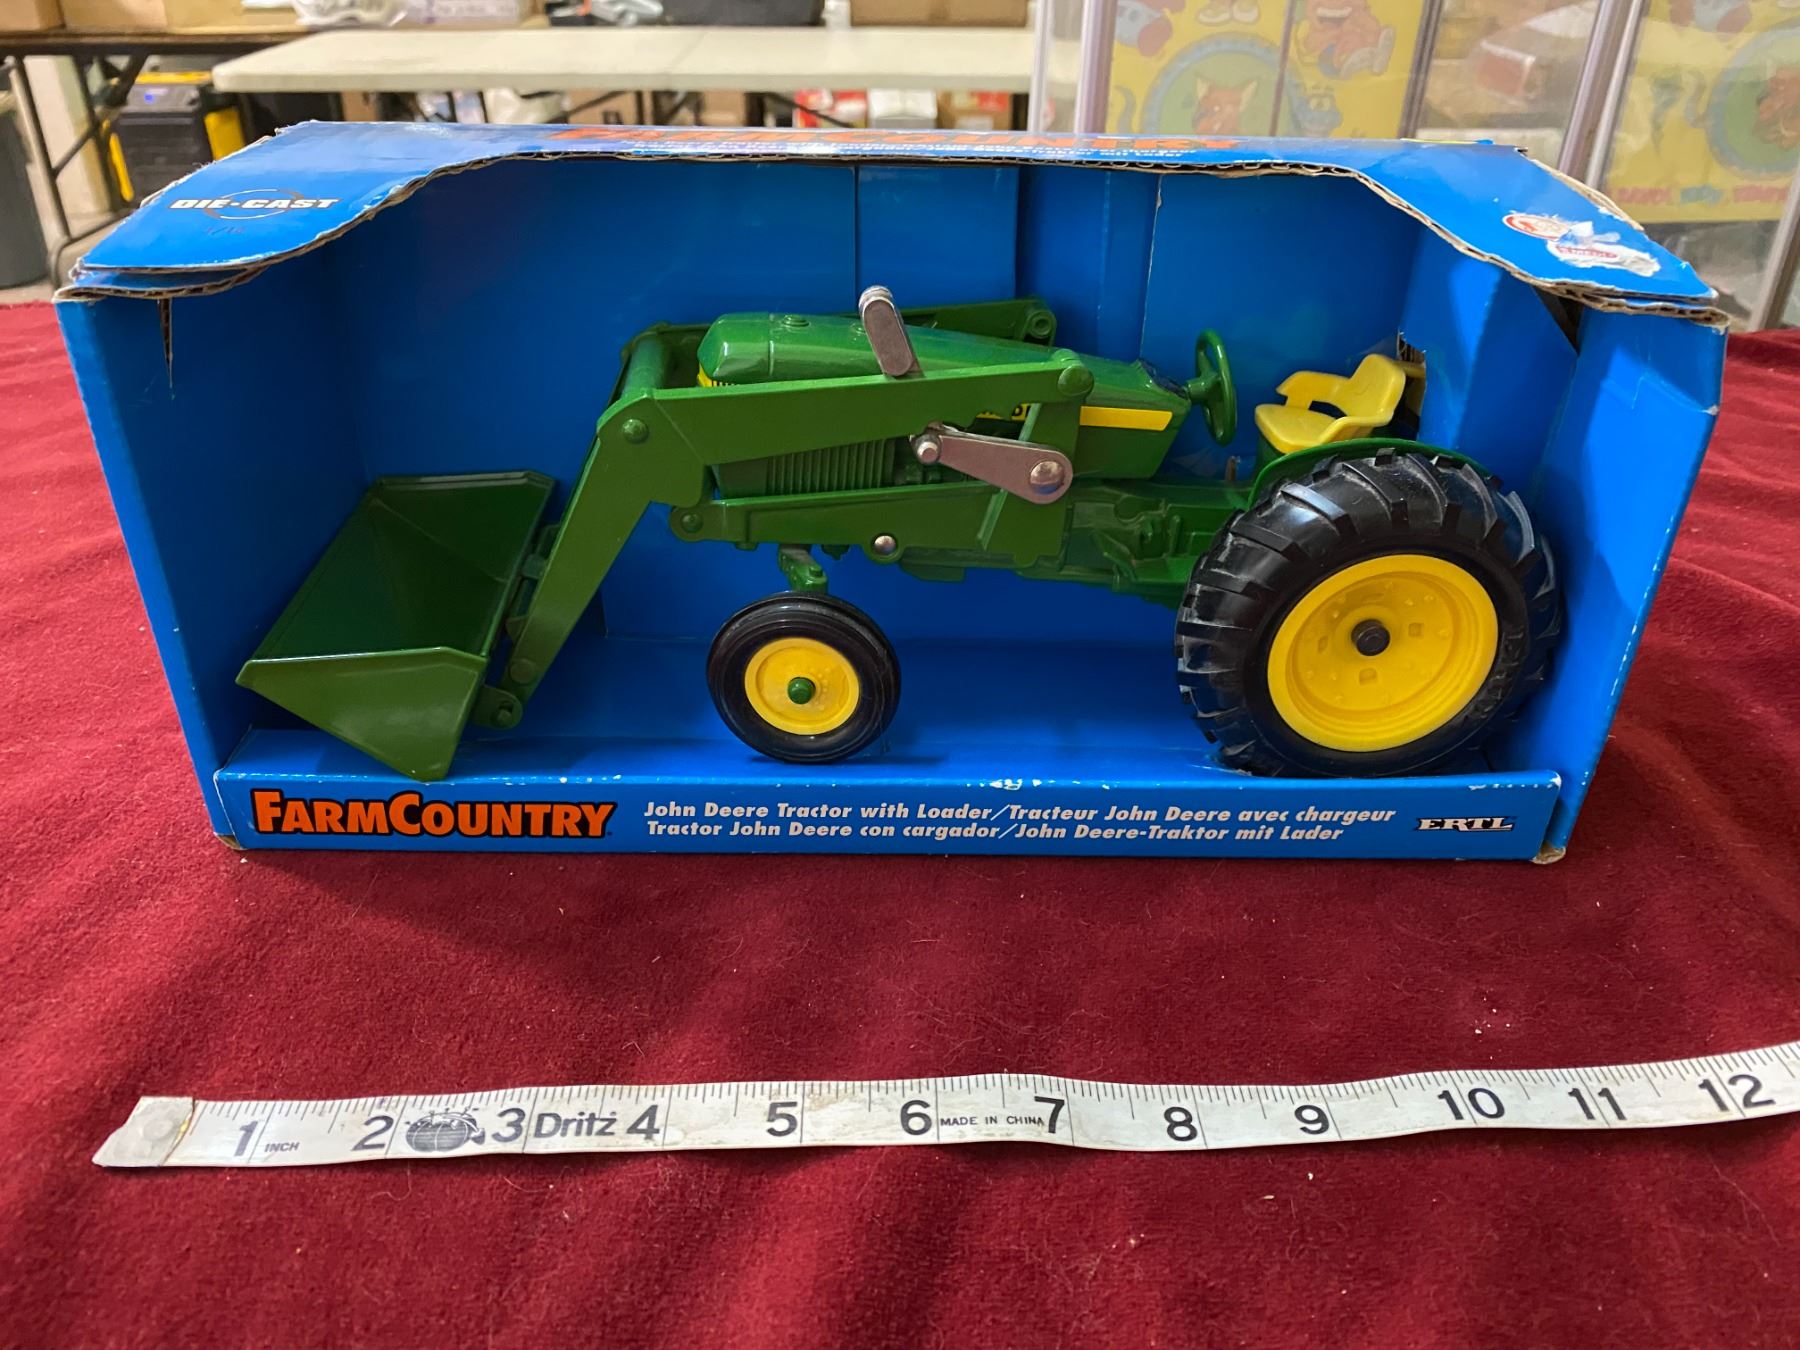 DIE-CAST
1/16
FARMCOUNTRY
John Deere Tractor with Loader/Tracteur John Deere avec chargeur
Tractor John Deere con cargador/John Deere-Traktor mit Lader
ERTL
1 INCH 2 3 Dritz 4 5 6 MADE IN CHINA 7 8 9 10 11 12